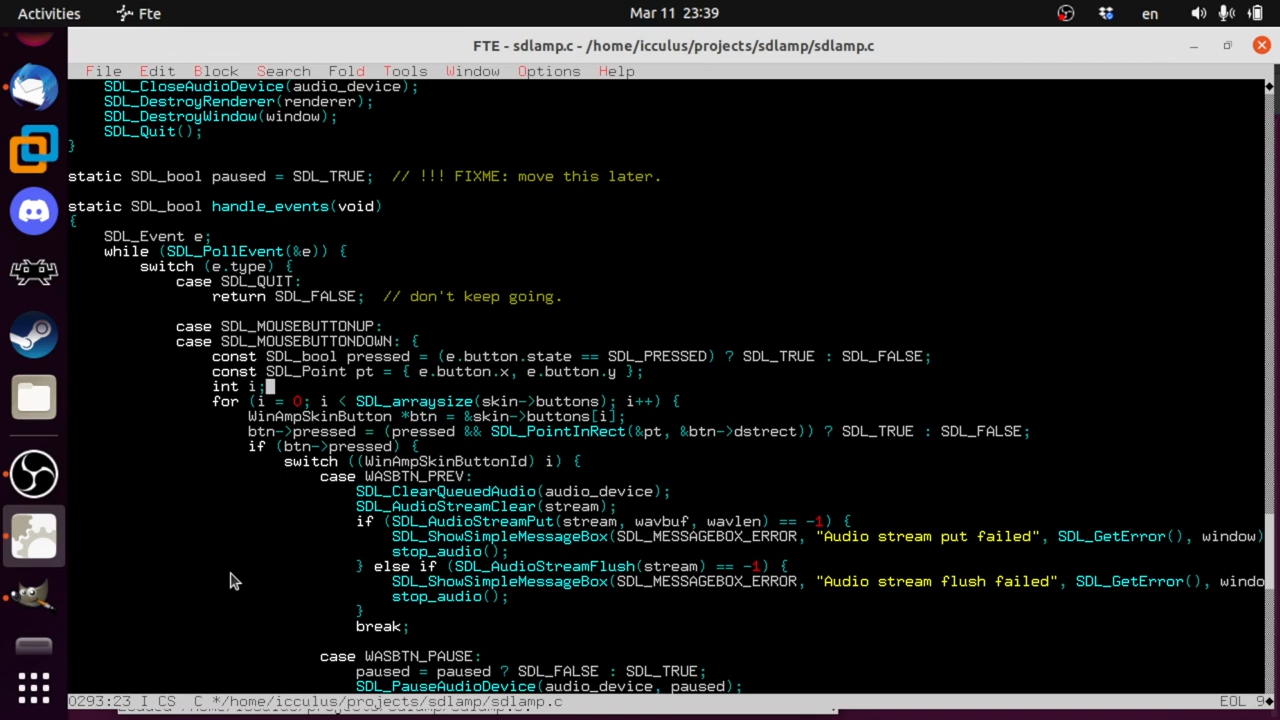 Activities Fte Mar 11 23:39 en
FTE - sdlamp.c - /home/icculus/projects/sdlamp/sdlamp.c
File Edit Block Search Fold Tools Window Options Help
SDL_CloseAudioDevice(audio_device);
SDL_DestroyRenderer(renderer);
SDL_DestroyWindow(window);
SDL_Quit();
}
static SDL_bool paused = SDL_TRUE; // !!! FIXME: move this later.
static SDL_bool handle_events(void)
{
SDL_Event e;
while (SDL_PollEvent(&e)) {
switch (e.type) {
case SDL_QUIT:
return SDL_FALSE; // don't keep going.
case SDL_MOUSEBUTTONUP:
case SDL_MOUSEBUTTONDOWN: {
const SDL_bool pressed = (e.button.state == SDL_PRESSED) ? SDL_TRUE : SDL_FALSE;
const SDL_Point pt = { e.button.x, e.button.y };
int i;
for (i = 0; i < SDL_arraysize(skin->buttons); i++) {
WinAmpSkinButton *btn = &skin->buttons[i];
btn->pressed = (pressed && SDL_PointInRect(&pt, &btn->dstrect)) ? SDL_TRUE : SDL_FALSE;
if (btn->pressed) {
switch ((WinAmpSkinButtonId) i) {
case WASBTN_PREV:
SDL_ClearQueuedAudio(audio_device);
SDL_AudioStreamClear(stream);
if (SDL_AudioStreamPut(stream, wavbuf, wavlen) == -1) {
SDL_ShowSimpleMessageBox(SDL_MESSAGEBOX_ERROR, "Audio stream put failed", SDL_GetError(), window)
stop_audio();
} else if (SDL_AudioStreamFlush(stream) == -1) {
SDL_ShowSimpleMessageBox(SDL_MESSAGEBOX_ERROR, "Audio stream flush failed", SDL_GetError(), windo
stop_audio();
}
break;
case WASBTN_PAUSE:
paused = paused ? SDL_FALSE : SDL_TRUE;
SDL_PauseAudioDevice(audio_device, paused);
0293:23 I CS C */home/icculus/projects/sdlamp/sdlamp.c EOL 9